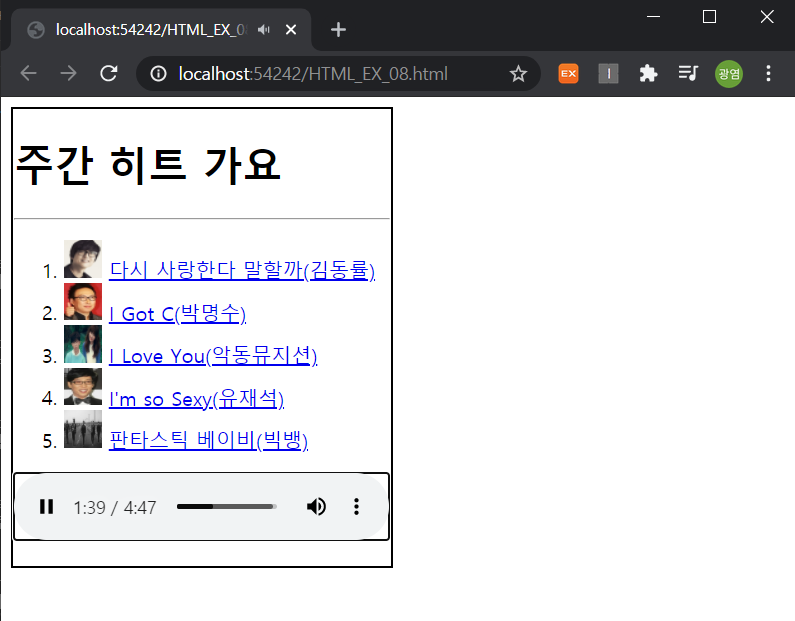 localhost:54242/HTML_EX_0
localhost:54242/HTML_EX_08.html
EX
I
광염
주간 히트 가요
1. 다시 사랑한다 말할까(김동률)
2. I Got C(박명수)
3. I Love You(악동뮤지션)
4. I'm so Sexy(유재석)
5. 판타스틱 베이비(빅뱅)
1:39 / 4:47